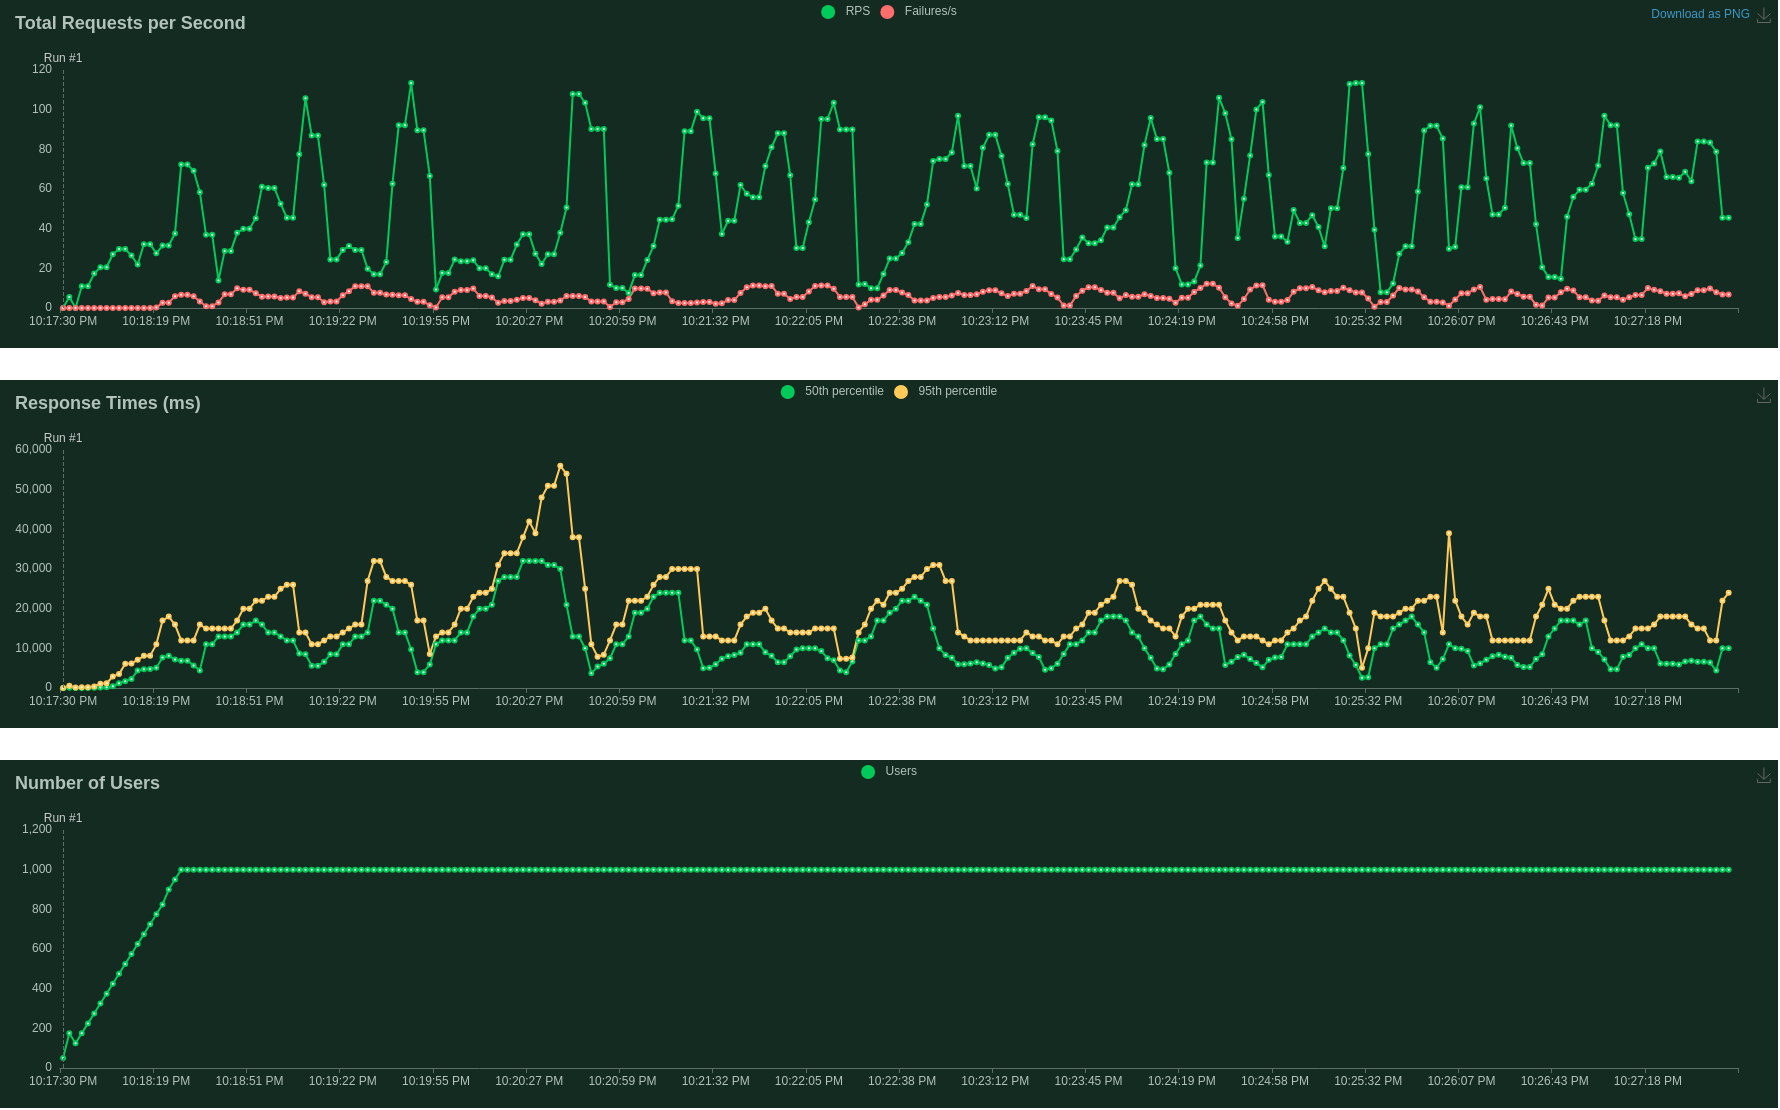 Total Requests per Second
RPS Failures/s
Download as PNG
Run #1
120
100
80
60
40
20
0
10:17:30 PM 10:18:19 PM 10:18:51 PM 10:19:22 PM 10:19:55 PM 10:20:27 PM 10:20:59 PM 10:21:32 PM 10:22:05 PM 10:22:38 PM 10:23:12 PM 10:23:45 PM 10:24:19 PM 10:24:58 PM 10:25:32 PM 10:26:07 PM 10:26:43 PM 10:27:18 PM
Response Times (ms)
50th percentile 95th percentile
Run #1
60,000
50,000
40,000
30,000
20,000
10,000
0
10:17:30 PM 10:18:19 PM 10:18:51 PM 10:19:22 PM 10:19:55 PM 10:20:27 PM 10:20:59 PM 10:21:32 PM 10:22:05 PM 10:22:38 PM 10:23:12 PM 10:23:45 PM 10:24:19 PM 10:24:58 PM 10:25:32 PM 10:26:07 PM 10:26:43 PM 10:27:18 PM
Number of Users
Users
Run #1
1,200
1,000
800
600
400
200
0
10:17:30 PM 10:18:19 PM 10:18:51 PM 10:19:22 PM 10:19:55 PM 10:20:27 PM 10:20:59 PM 10:21:32 PM 10:22:05 PM 10:22:38 PM 10:23:12 PM 10:23:45 PM 10:24:19 PM 10:24:58 PM 10:25:32 PM 10:26:07 PM 10:26:43 PM 10:27:18 PM